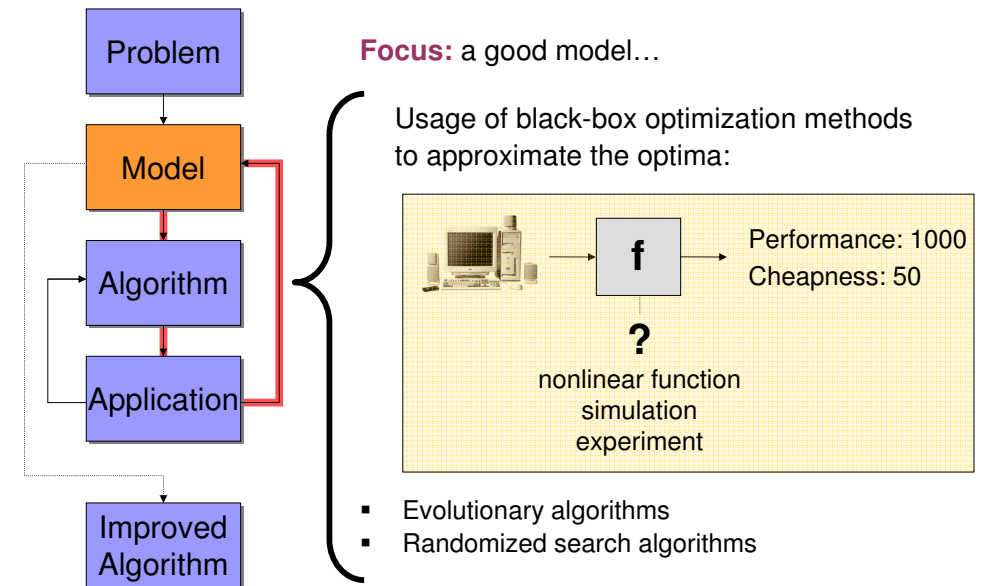 Problem
Model
Algorithm
Application
Improved
Algorithm
Focus: a good model…
Usage of black-box optimization methods
to approximate the optima:
f
Performance: 1000
Cheapness: 50
?
nonlinear function
simulation
experiment
▪ Evolutionary algorithms
▪ Randomized search algorithms